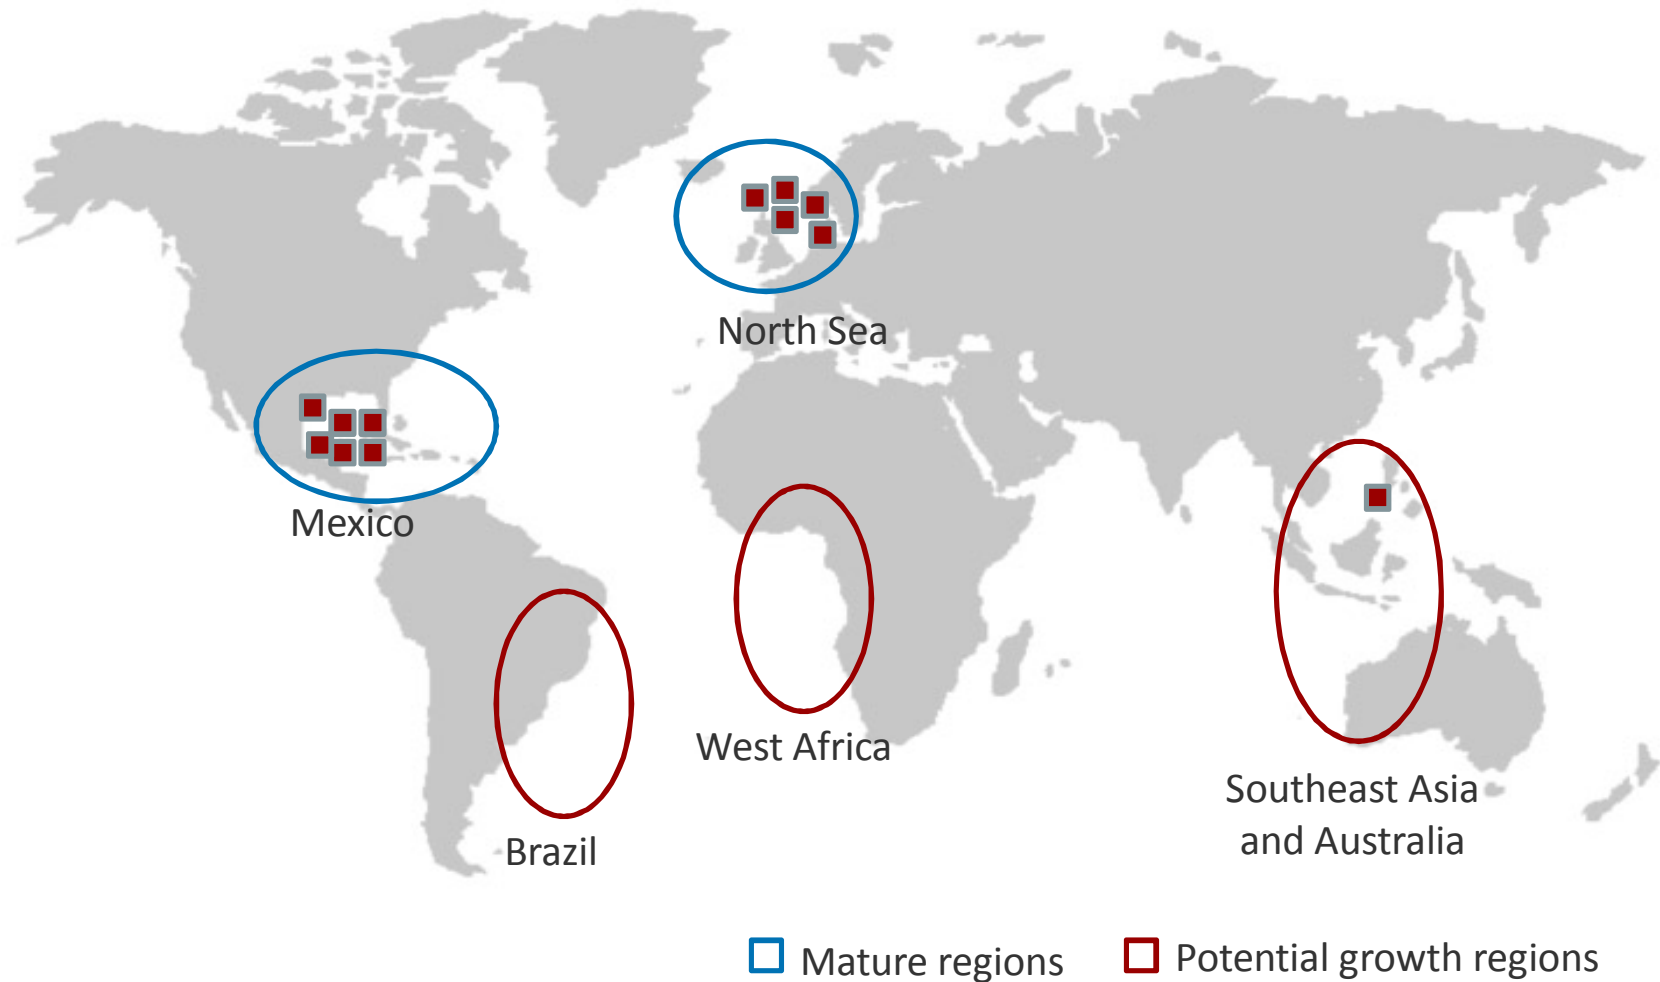 North Sea
Mexico
West Africa
Southeast Asia
and Australia
Brazil
Mature regions
Potential growth regions